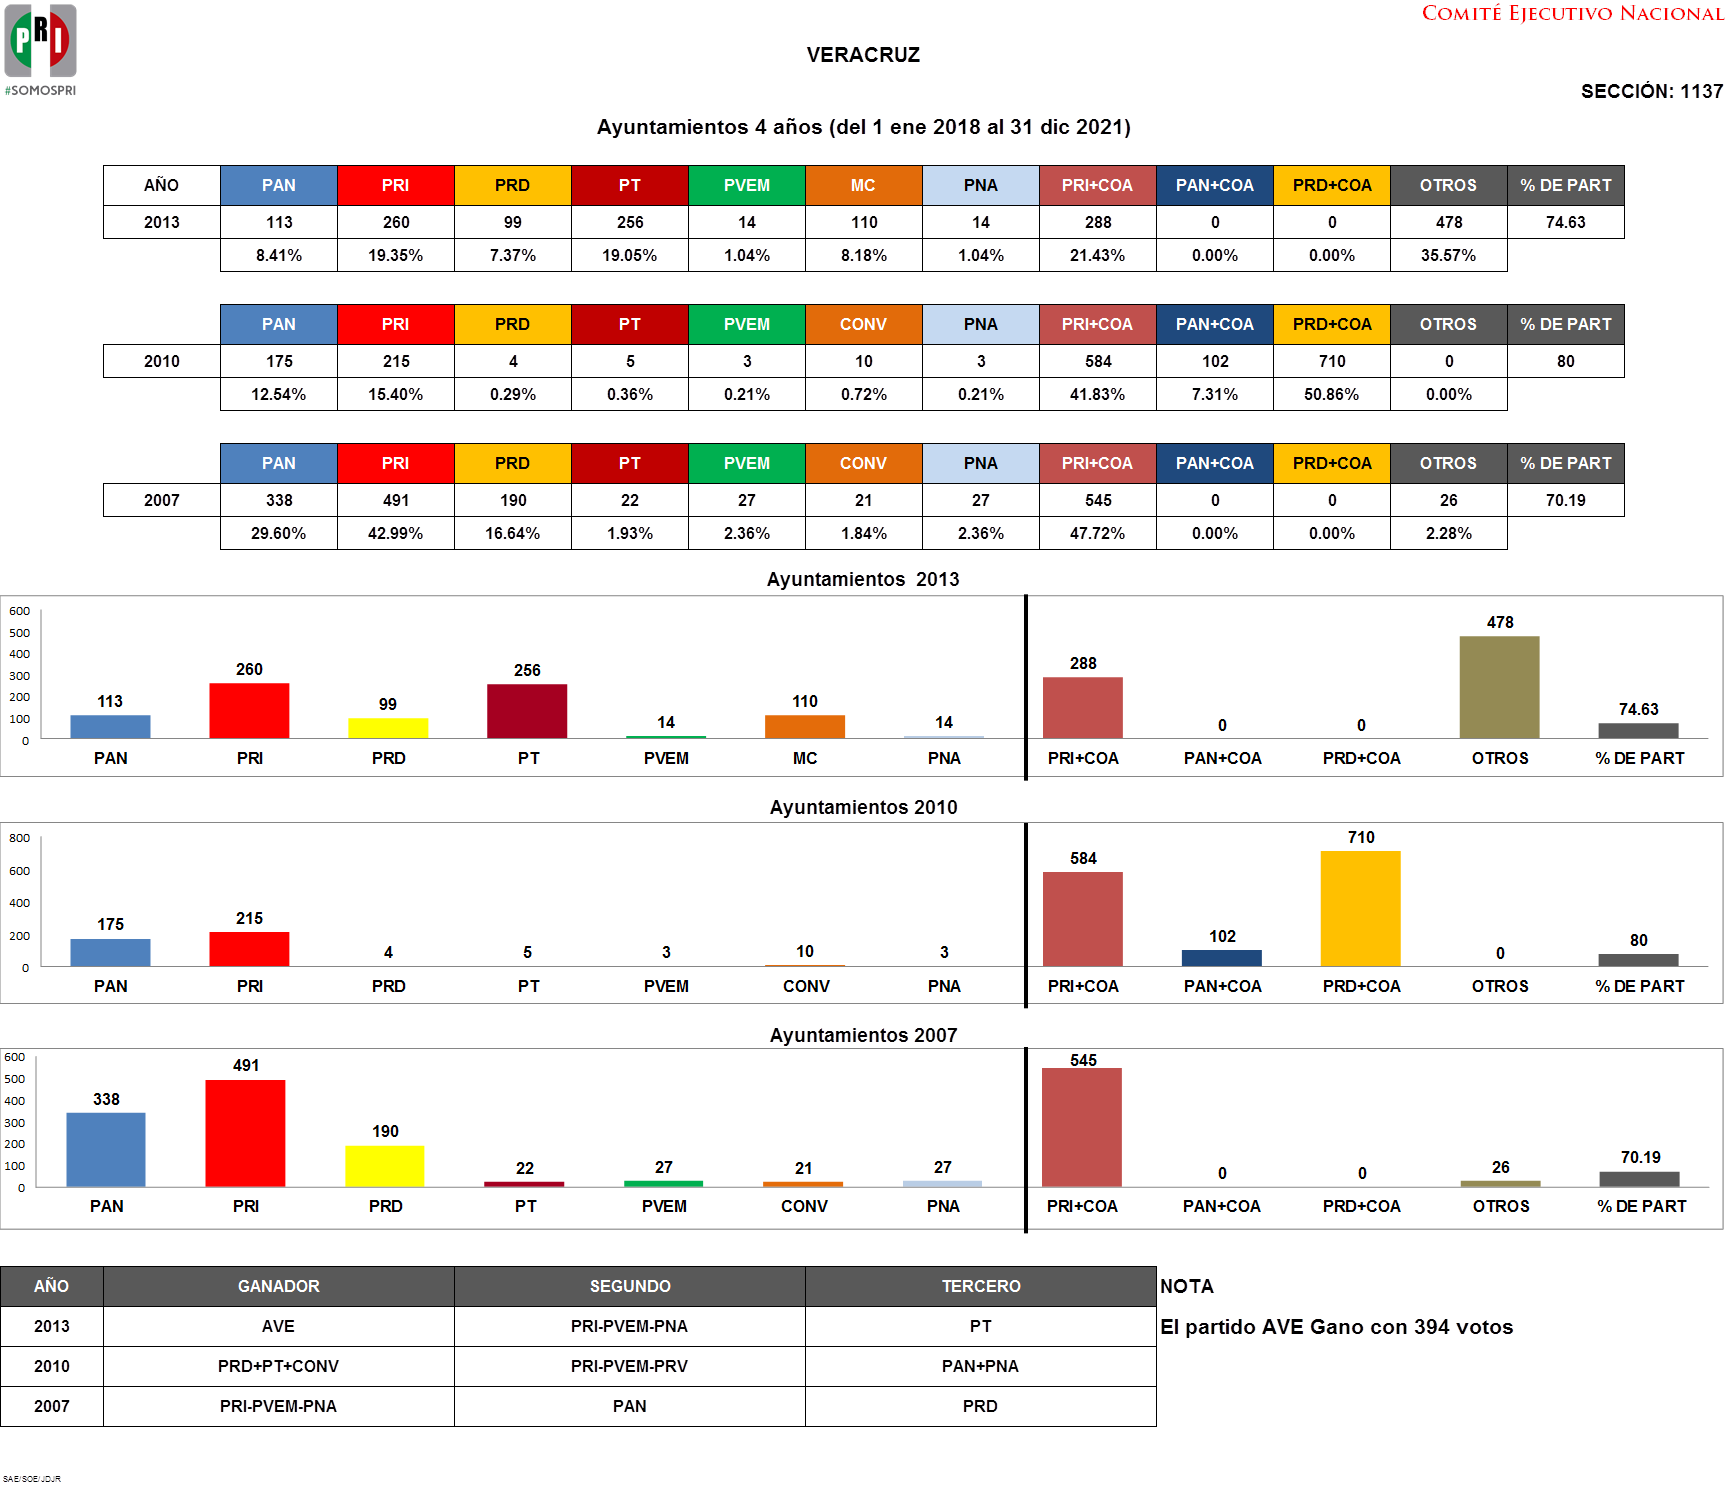 PRI
#SOMOSPRI
COMITÉ EJECUTIVO NACIONAL
VERACRUZ
SECCIÓN: 1137
Ayuntamientos 4 años (del 1 ene 2018 al 31 dic 2021)
AÑO PAN PRI PRD PT PVEM MC PNA PRI+COA PAN+COA PRD+COA OTROS % DE PART
2013 113 260 99 256 14 110 14 288 0 0 478 74.63
8.41% 19.35% 7.37% 19.05% 1.04% 8.18% 1.04% 21.43% 0.00% 0.00% 35.57%
PAN PRI PRD PT PVEM CONV PNA PRI+COA PAN+COA PRD+COA OTROS % DE PART
2010 175 215 4 5 3 10 3 584 102 710 0 80
12.54% 15.40% 0.29% 0.36% 0.21% 0.72% 0.21% 41.83% 7.31% 50.86% 0.00%
PAN PRI PRD PT PVEM CONV PNA PRI+COA PAN+COA PRD+COA OTROS % DE PART
2007 338 491 190 22 27 21 27 545 0 0 26 70.19
29.60% 42.99% 16.64% 1.93% 2.36% 1.84% 2.36% 47.72% 0.00% 0.00% 2.28%
Ayuntamientos 2013
600
500
400
300
200
100
0
113 260 99 256 14 110 14 288 0 0 478 74.63
PAN PRI PRD PT PVEM MC PNA PRI+COA PAN+COA PRD+COA OTROS % DE PART
Ayuntamientos 2010
800
600
400
200
0
175 215 4 5 3 10 3 584 102 710 0 80
PAN PRI PRD PT PVEM CONV PNA PRI+COA PAN+COA PRD+COA OTROS % DE PART
Ayuntamientos 2007
600
500
400
300
200
100
0
338 491 190 22 27 21 27 545 0 0 26 70.19
PAN PRI PRD PT PVEM CONV PNA PRI+COA PAN+COA PRD+COA OTROS % DE PART
AÑO GANADOR SEGUNDO TERCERO NOTA
2013 AVE PRI-PVEM-PNA PT El partido AVE Gano con 394 votos
2010 PRD+PT+CONV PRI-PVEM-PRV PAN+PNA
2007 PRI-PVEM-PNA PAN PRD
SAE/SOE/JDJR